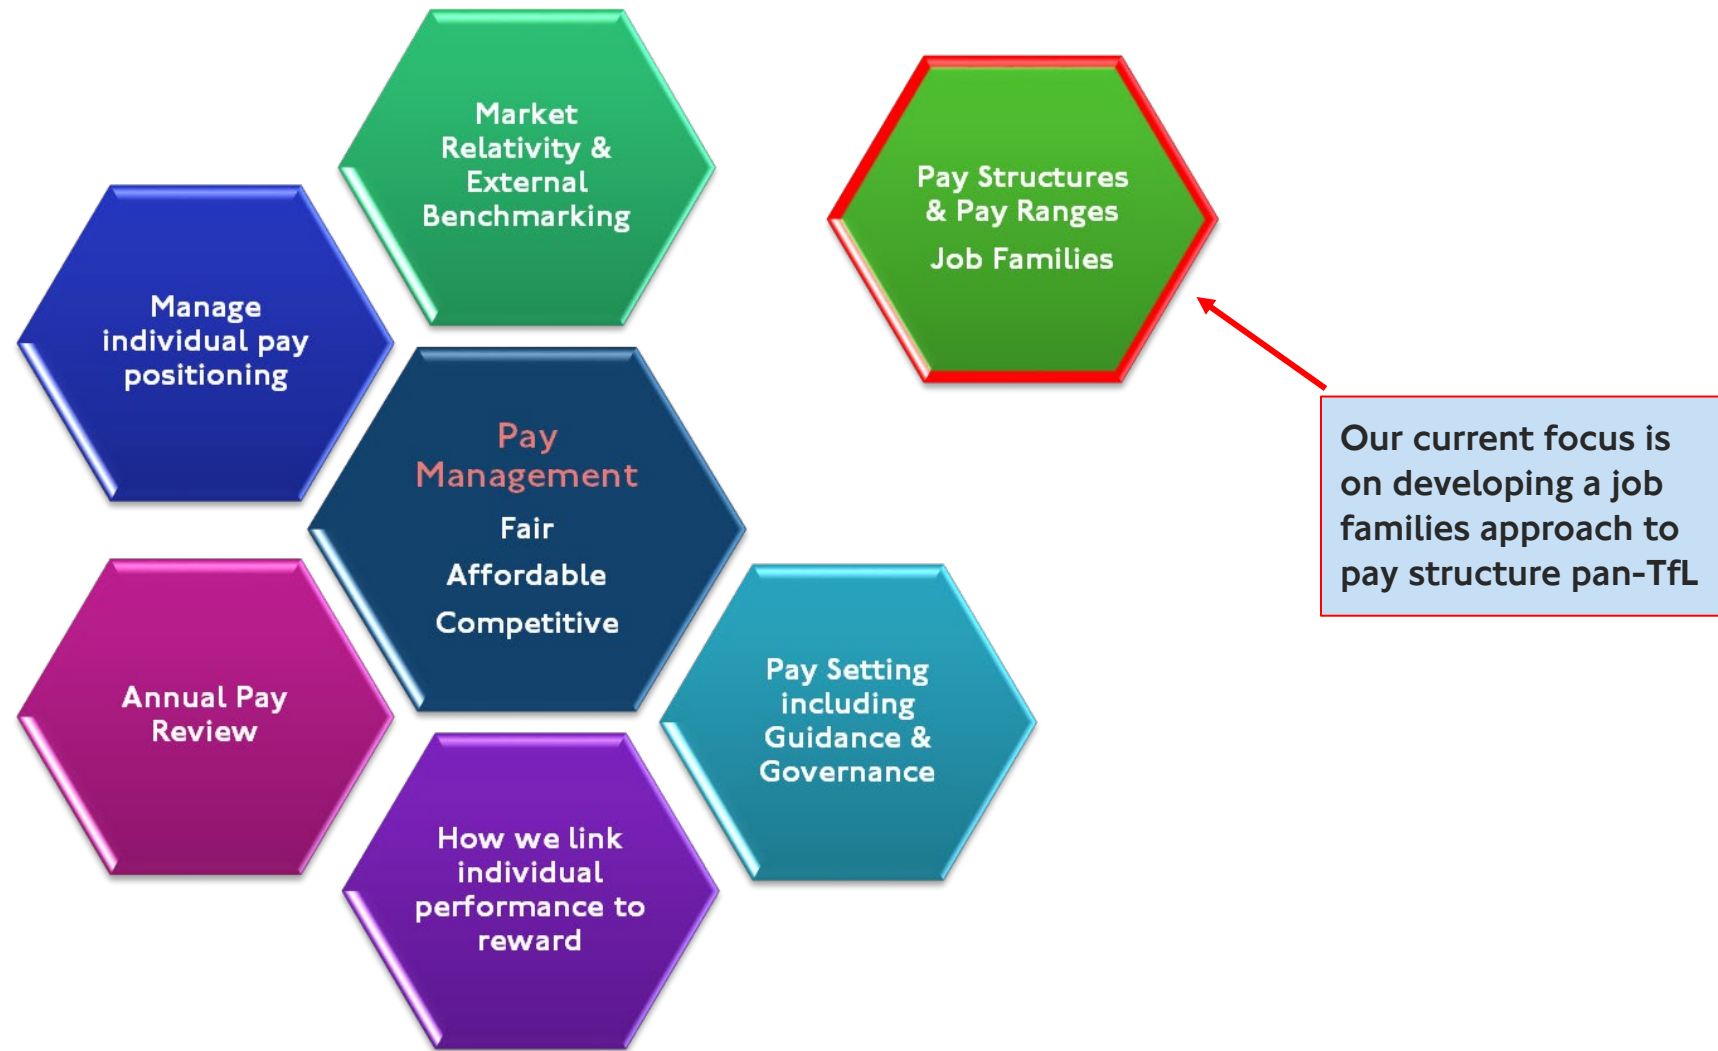 Market
Relativity &
External
Benchmarking
Pay Structures
& Pay Ranges
Job Families
Manage
individual pay
positioning
Pay
Management
Fair
Affordable
Competitive
Our current focus is
on developing a job
families approach to
pay structure pan-TfL
Annual Pay
Review
Pay Setting
including
Guidance &
Governance
How we link
individual
performance to
reward